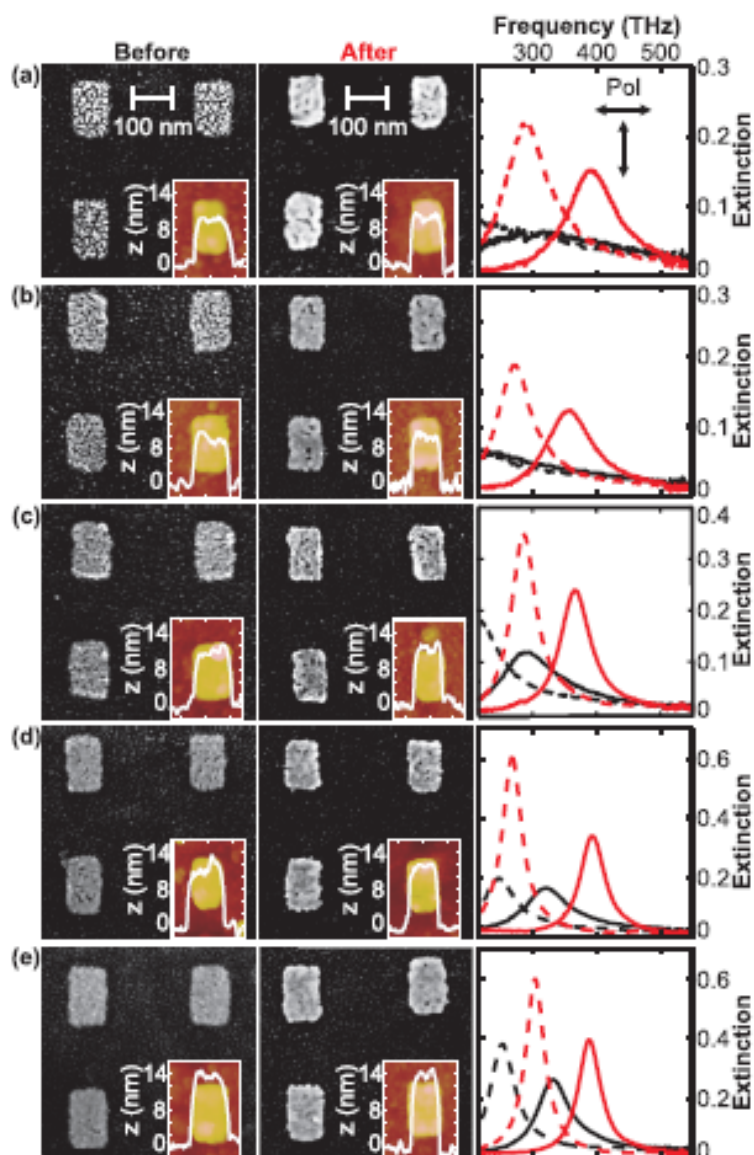 Frequency (THz)
Before After 300 400 500
(a) 0.3
Pol
100 nm 100 nm
0.2
14
8
z (nm)
0
14
8
z (nm)
0
0.1
0
Extinction
(b) 0.3
0.2
14
8
z (nm)
0
14
8
z (nm)
0
0.1
0
Extinction
(c) 0.4
0.3
0.2
14
8
z (nm)
0
14
8
z (nm)
0
0.1
0
Extinction
(d) 0.6
0.4
14
8
z (nm)
0
14
8
z (nm)
0
0.2
0
Extinction
(e) 0.6
0.4
14
8
z (nm)
0
14
8
z (nm)
0
0.2
0
Extinction